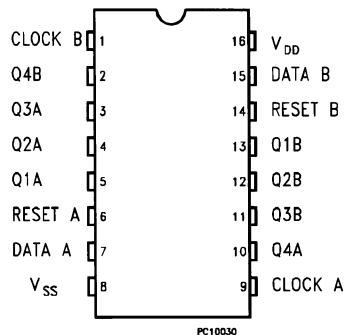 CLOCK B 1 16 VDD
Q4B 2 15 DATA B
Q3A 3 14 RESET B
Q2A 4 13 Q1B
Q1A 5 12 Q2B
RESET A 6 11 Q3B
DATA A 7 10 Q4A
VSS 8 9 CLOCK A
PC10030